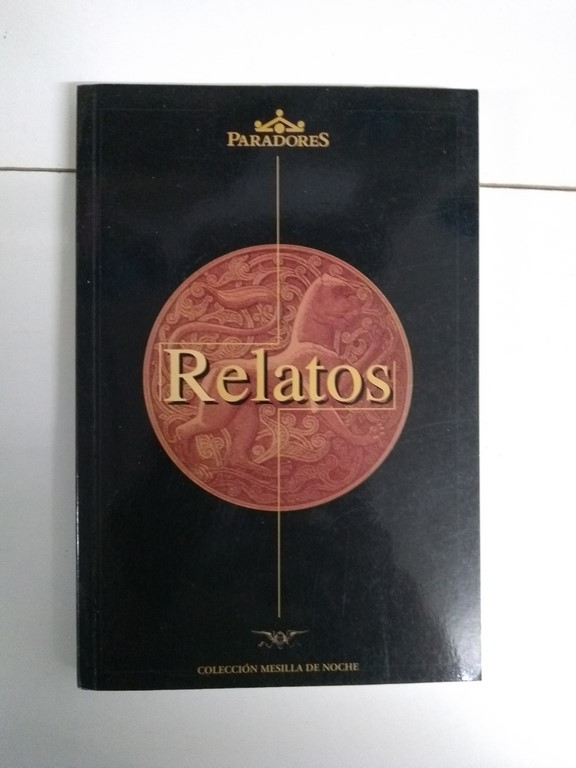 PARADORES
Relatos
COLECCIÓN MESILLA DE NOCHE